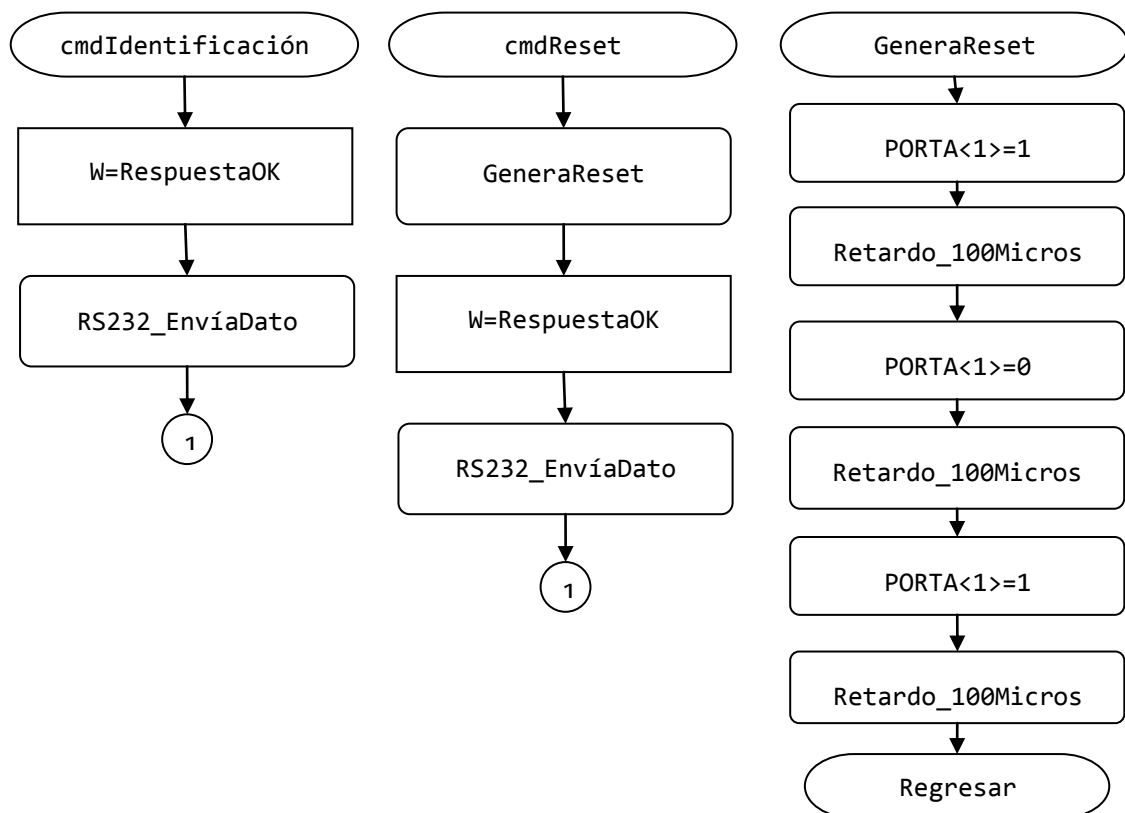 cmdIdentificación
W=RespuestaOK
RS232_EnvíaDato
1
cmdReset
GeneraReset
W=RespuestaOK
RS232_EnvíaDato
1
GeneraReset
PORTA<1>=1
Retardo_100Micros
PORTA<1>=0
Retardo_100Micros
PORTA<1>=1
Retardo_100Micros
Regresar